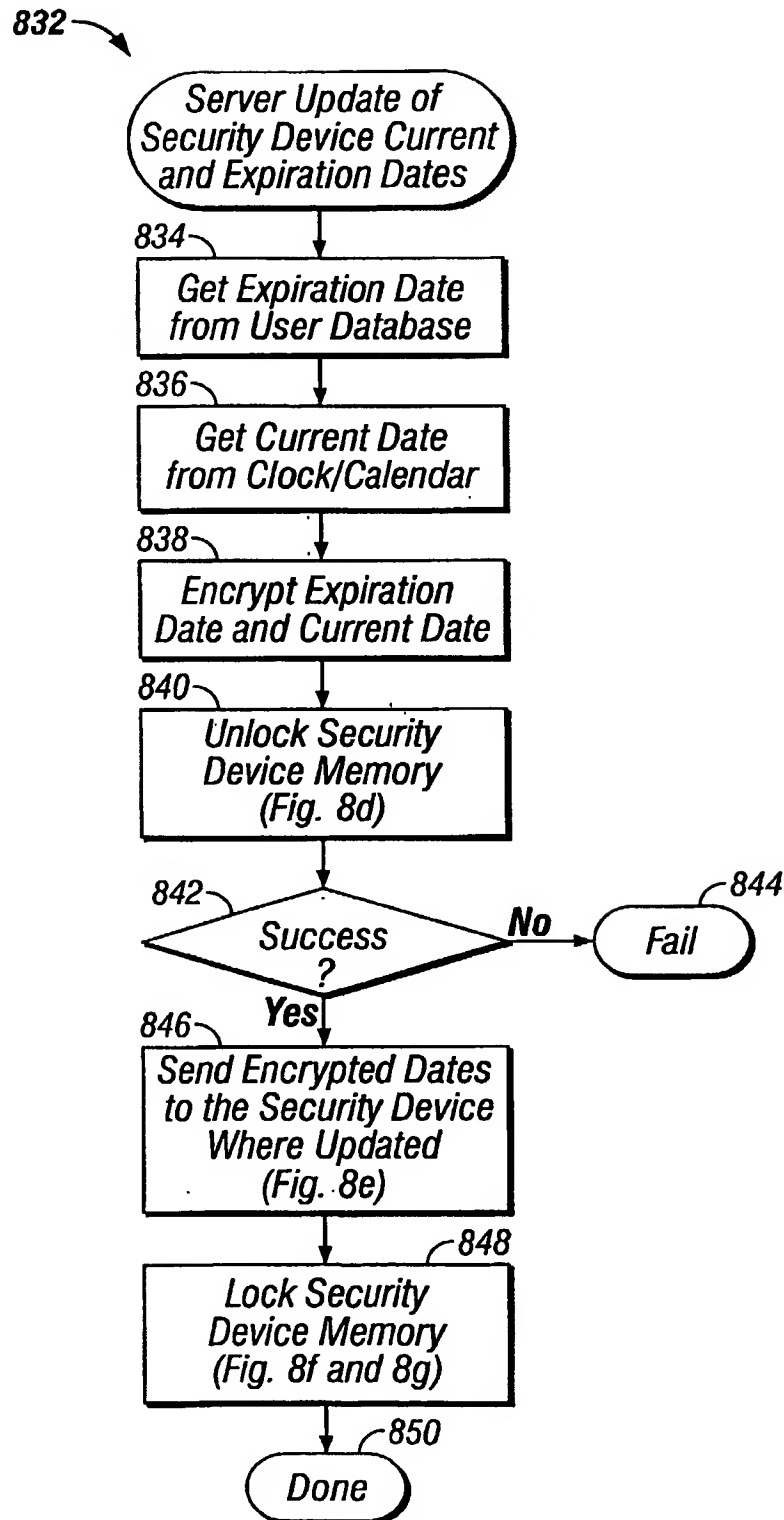 832
Server Update of
Security Device Current
and Expiration Dates
834
Get Expiration Date
from User Database
836
Get Current Date
from Clock/Calendar
838
Encrypt Expiration
Date and Current Date
840
Unlock Security
Device Memory
(Fig. 8d)
842
Success
?
No
844
Fail
Yes
846
Send Encrypted Dates
to the Security Device
Where Updated
(Fig. 8e)
848
Lock Security
Device Memory
(Fig. 8f and 8g)
850
Done